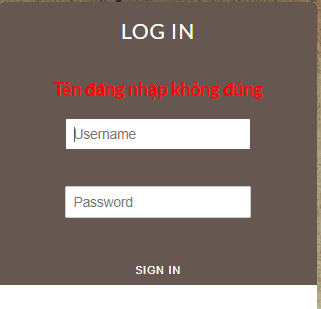 LOG IN
Tên đăng nhập không đúng
Username
Password
SIGN IN